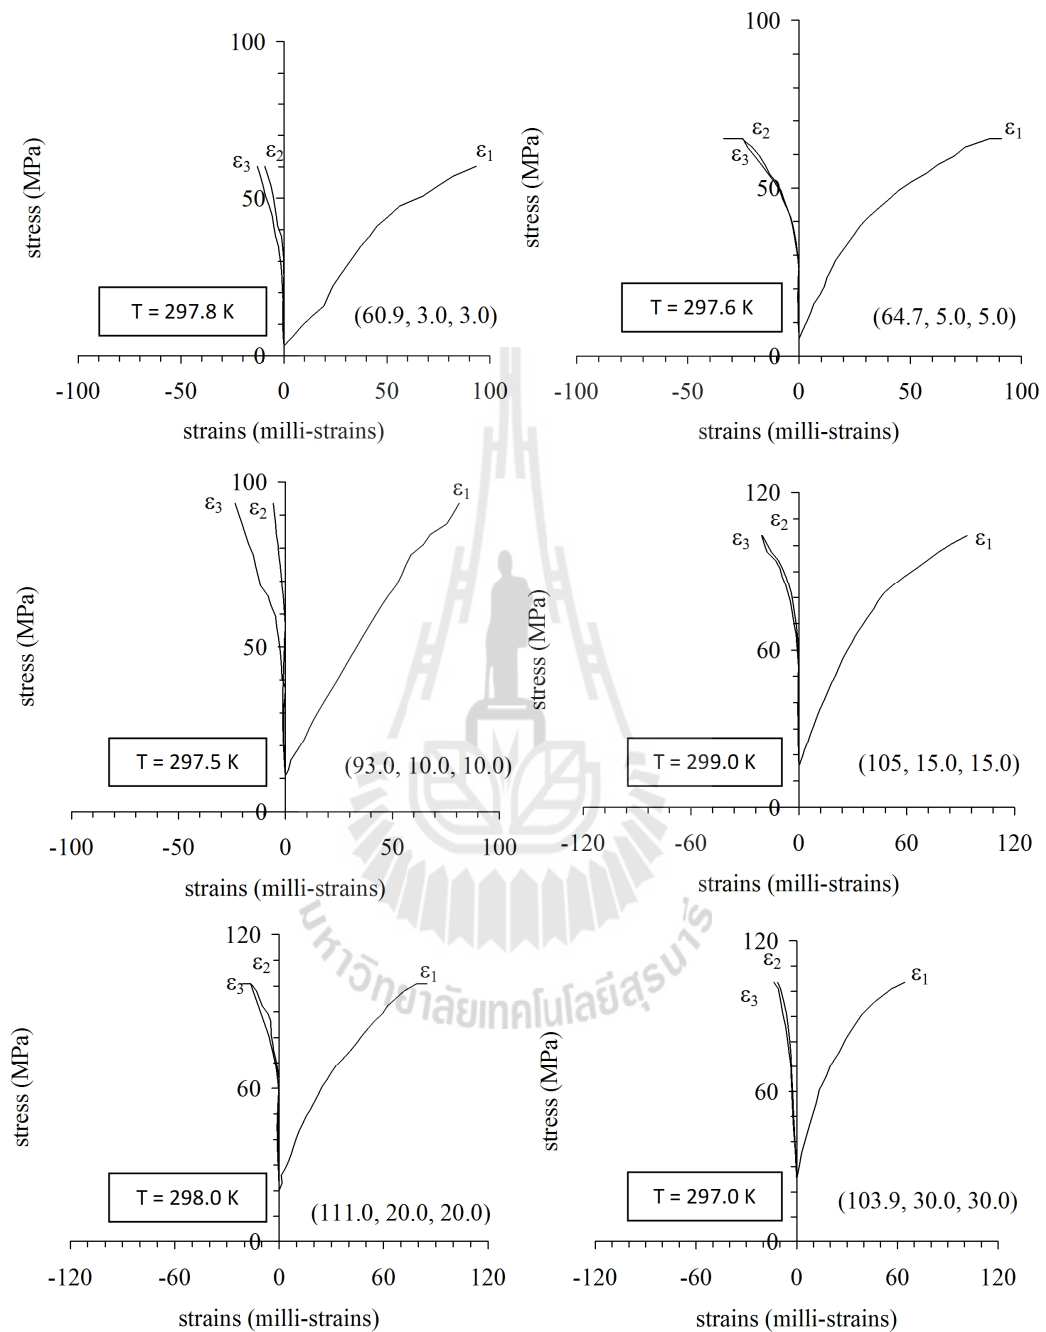 100
50
0
stress (MPa)
ε3
ε2
ε1
T = 297.8 K
(60.9, 3.0, 3.0)
-100 -50 0 50 100
strains (milli-strains)
100
50
0
stress (MPa)
ε2
ε3
ε1
T = 297.6 K
(64.7, 5.0, 5.0)
-100 -50 0 50 100
strains (milli-strains)
100
50
0
stress (MPa)
ε3
ε2
ε1
T = 297.5 K
(93.0, 10.0, 10.0)
-100 -50 0 50 100
strains (milli-strains)
120
60
0
stress (MPa)
ε2
ε3
ε1
T = 299.0 K
(105, 15.0, 15.0)
-120 -60 0 60 120
strains (milli-strains)
120
60
0
stress (MPa)
ε2
ε3
ε1
T = 298.0 K
(111.0, 20.0, 20.0)
-120 -60 0 60 120
strains (milli-strains)
120
60
0
stress (MPa)
ε2
ε3
ε1
T = 297.0 K
(103.9, 30.0, 30.0)
-120 -60 0 60 120
strains (milli-strains)
มหาวิทยาลัยเทคโนโลยีสุรนารี